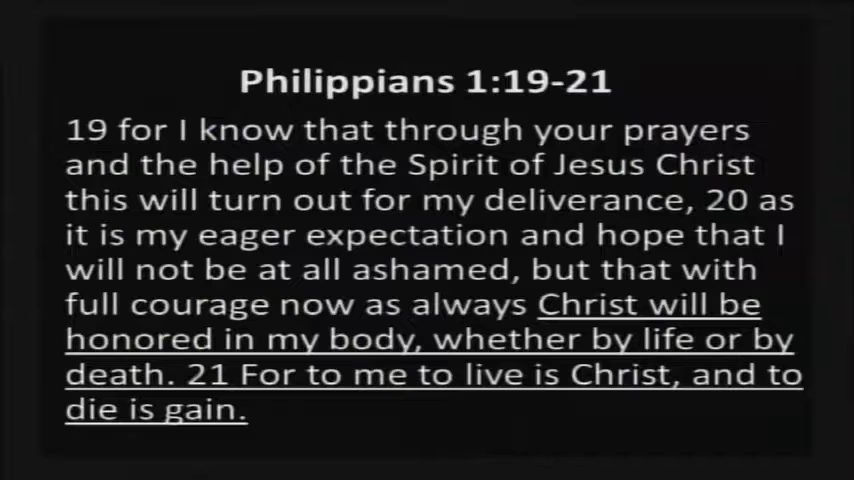 Philippians 1:19-21
19 for I know that through your prayers
and the help of the Spirit of Jesus Christ
this will turn out for my deliverance, 20 as
it is my eager expectation and hope that I
will not be at all ashamed, but that with
full courage now as always Christ will be
honored in my body, whether by life or by
death. 21 For to me to live is Christ, and to
die is gain.